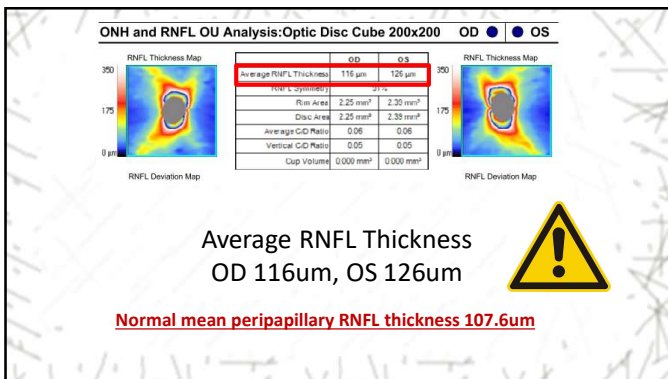 ONH and RNFL OU Analysis:Optic Disc Cube 200x200 OD OS
RNFL Thickness Map
350
175
0 µm
RNFL Deviation Map
OD OS
Average RNFL Thickness 116 µm 126 µm
RNFL Symmetry 91%
Rim Area 2.25 mm² 2.39 mm²
Disc Area 2.25 mm² 2.39 mm²
Average C/D Ratio 0.06 0.06
Vertical C/D Ratio 0.05 0.05
Cup Volume 0.000 mm³ 0.000 mm³
RNFL Thickness Map
350
175
0 µm
RNFL Deviation Map
Average RNFL Thickness
OD 116um, OS 126um
Normal mean peripapillary RNFL thickness 107.6um